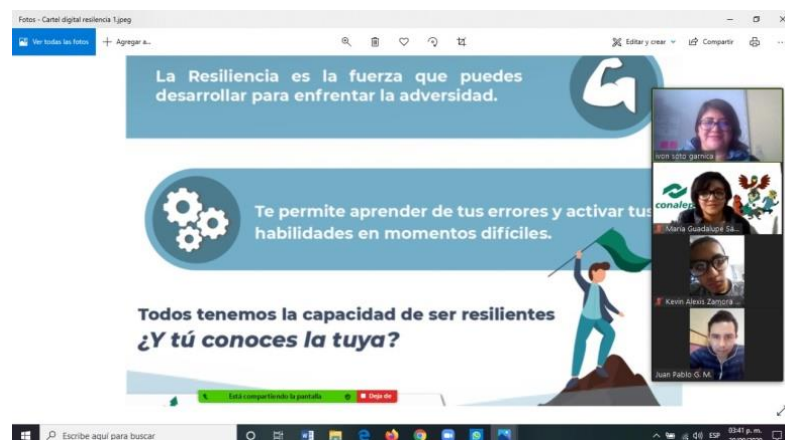 Fotos - Cartel digital resilencia 1.jpeg
Ver todas las fotos
Agregar a...
Editar y crear
Compartir
La Resiliencia es la fuerza que puedes
desarrollar para enfrentar la adversidad.
Te permite aprender de tus errores y activar tus
habilidades en momentos difíciles.
Todos tenemos la capacidad de ser resilientes
¿Y tú conoces la tuya?
ivon soto garnica
conalep
Maria Guadalupe Sa...
Kevin Alexis Zamora ...
Juan Pablo G. M.
Está compartiendo la pantalla
Deja de
Escribe aquí para buscar
ESP
03:41 p. m.